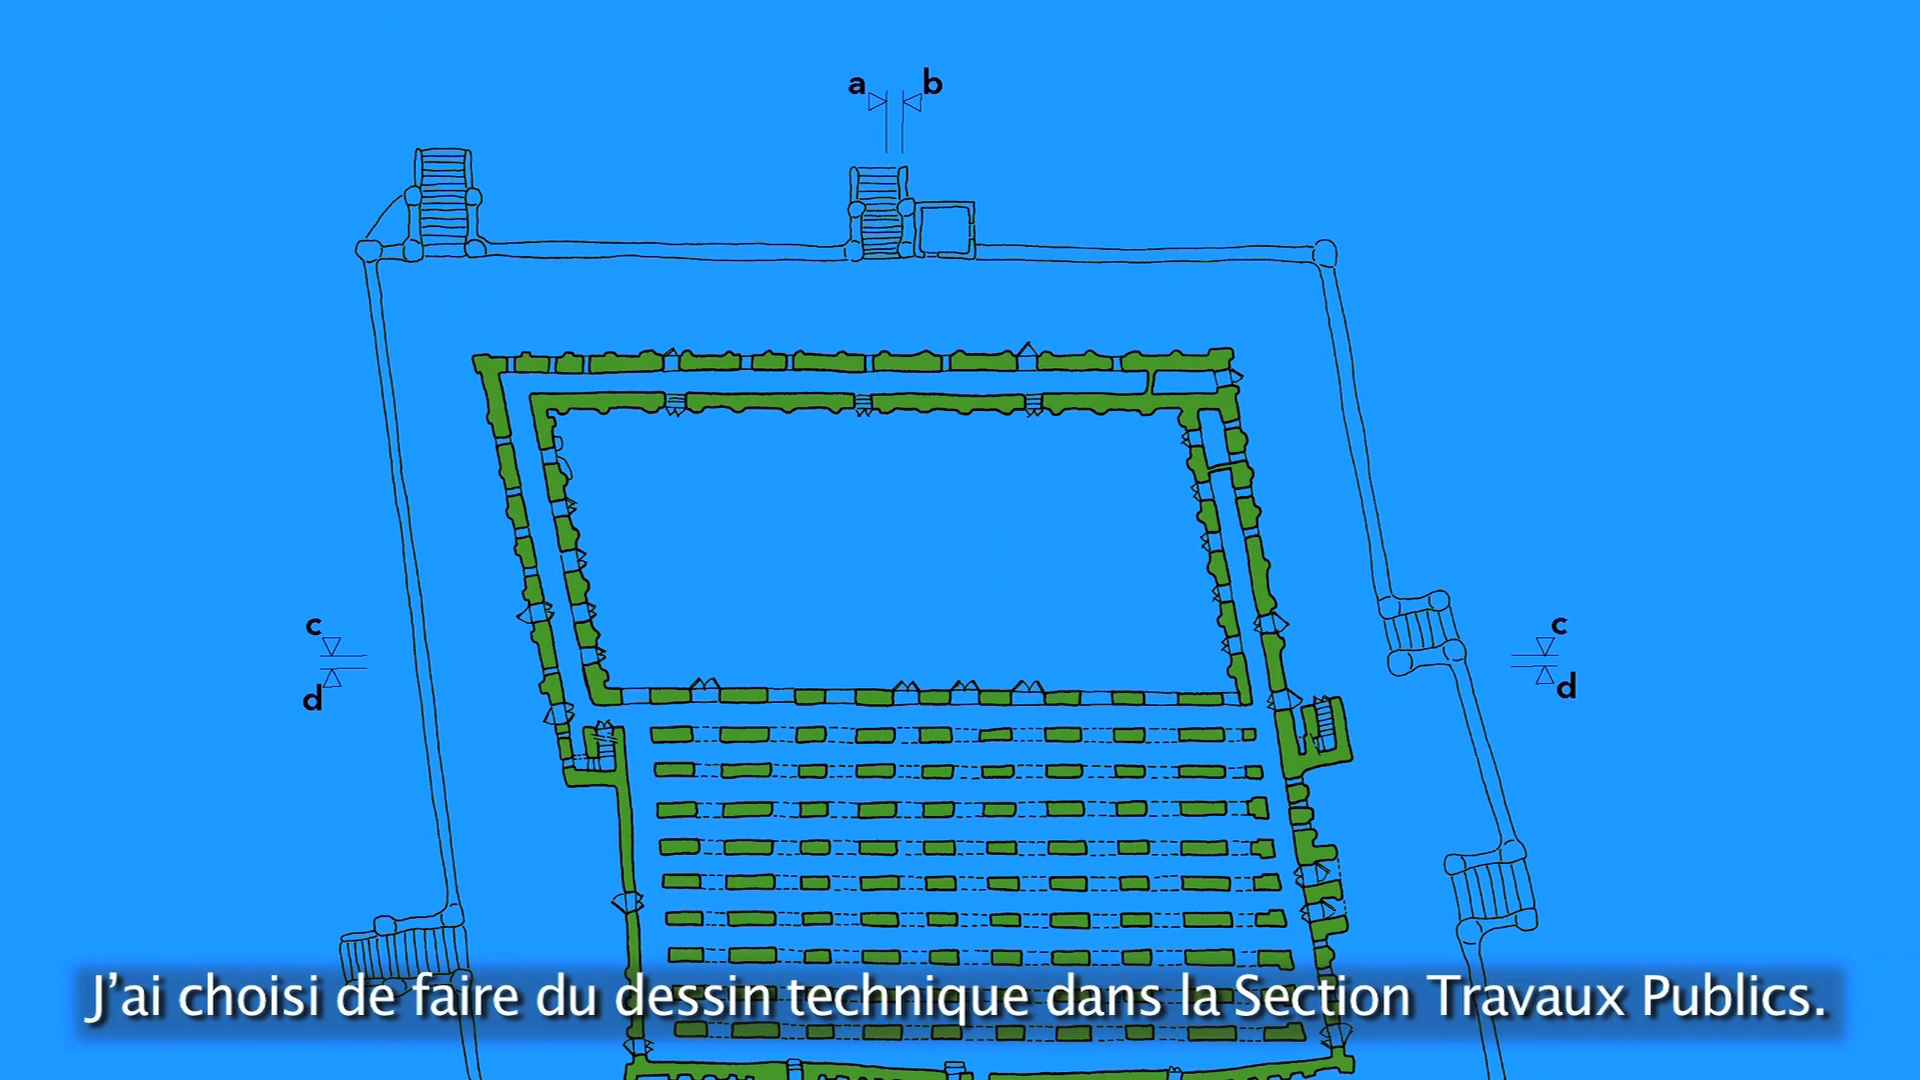 a b
c c
d d
J'ai choisi de faire du dessin technique dans la Section Travaux Publics.